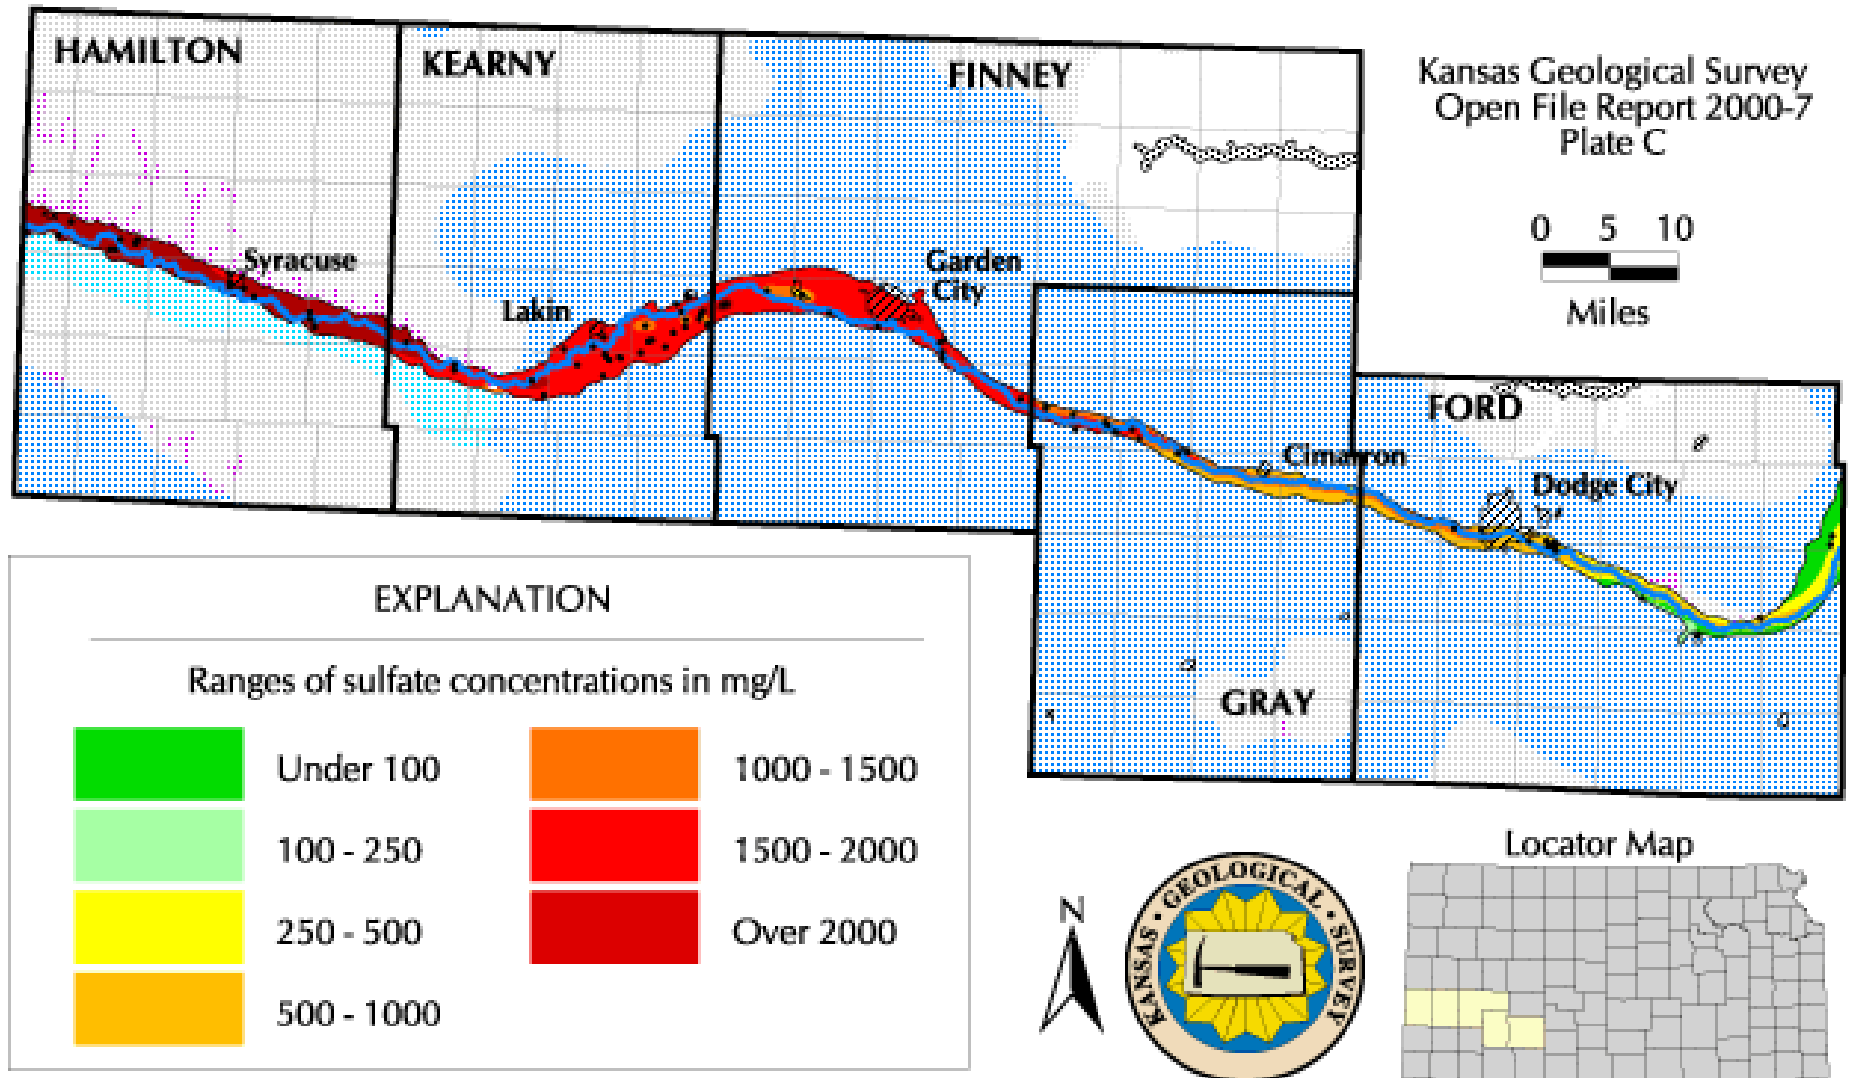 HAMILTON
KEARNY
FINNEY
Kansas Geological Survey
Open File Report 2000-7
Plate C
0 5 10
Miles
Syracuse
Lakin
Garden
City
FORD
Cimarron
Dodge City
GRAY
EXPLANATION
Ranges of sulfate concentrations in mg/L
Under 100
100 - 250
250 - 500
500 - 1000
1000 - 1500
1500 - 2000
Over 2000
N
KANSAS • GEOLOGICAL • SURVEY
Locator Map